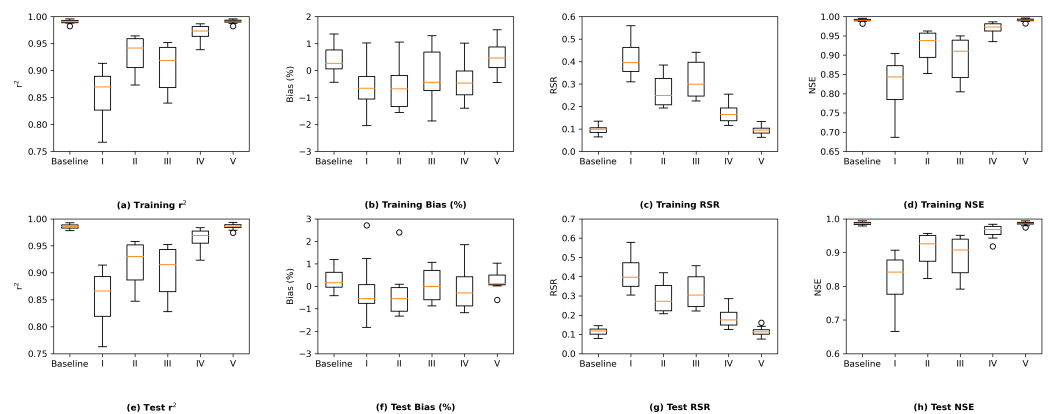 1.00
0.95
0.90
0.85
0.80
0.75
r²
Baseline I II III IV V
(a) Training r²
2
1
0
−1
−2
−3
Bias (%)
Baseline I II III IV V
(b) Training Bias (%)
0.6
0.5
0.4
0.3
0.2
0.1
0.0
RSR
Baseline I II III IV V
(c) Training RSR
1.00
0.95
0.90
0.85
0.80
0.75
0.70
0.65
NSE
Baseline I II III IV V
(d) Training NSE
1.00
0.95
0.90
0.85
0.80
0.75
r²
Baseline I II III IV V
(e) Test r²
3
2
1
0
−1
−2
−3
Bias (%)
Baseline I II III IV V
(f) Test Bias (%)
0.7
0.6
0.5
0.4
0.3
0.2
0.1
0.0
RSR
Baseline I II III IV V
(g) Test RSR
1.0
0.9
0.8
0.7
0.6
NSE
Baseline I II III IV V
(h) Test NSE